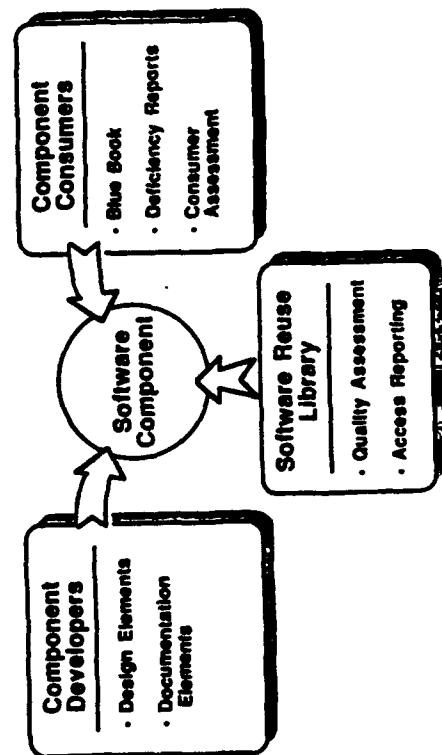 Component
Developers
• Design Elements
• Documentation
Elements
Software
Component
Component
Consumers
• Blue Book
• Deficiency Reports
• Consumer
Assessment
Software Reuse
Library
• Quality Assessment
• Access Reporting